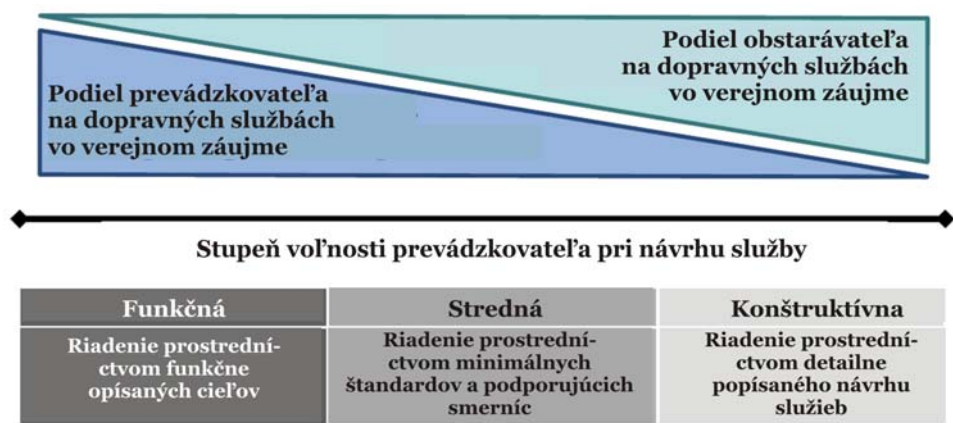 Podiel obstarávateľa
na dopravných službách
vo verejnom záujme
Podiel prevádzkovateľa
na dopravných službách
vo verejnom záujme
Stupeň voľnosti prevádzkovateľa pri návrhu služby
Funkčná
Riadenie prostrední-
ctvom funkčne
opísaných cieľov
Stredná
Riadenie prostrední-
ctvom minimálnych
štandardov a podporujúcich
smerníc
Konštruktívna
Riadenie prostrední-
ctvom detailne
popísaného návrhu
služieb